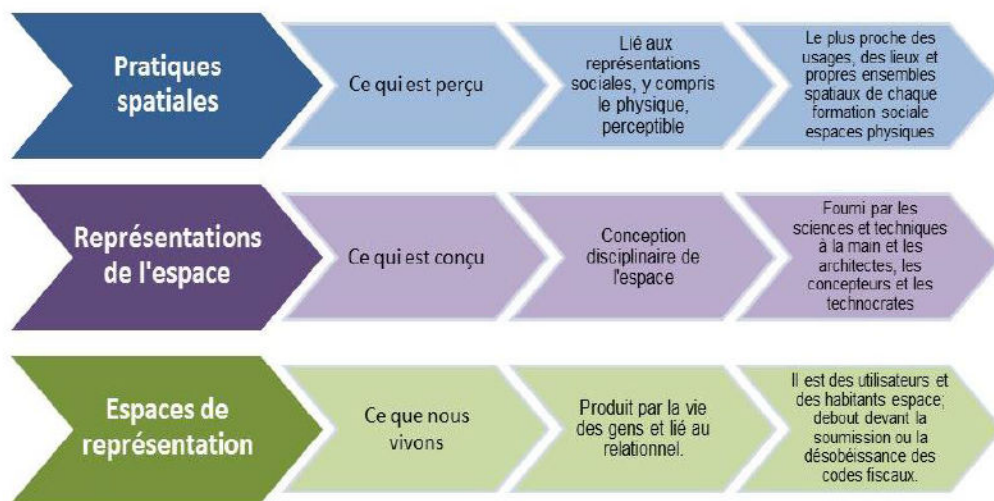 Pratiques
spatiales
Ce qui est perçu
Lié aux
représentations
sociales, y compris
le physique,
perceptible
Le plus proche des
usages, des lieux et
propres ensembles
spatiaux de chaque
formation sociale
espaces physiques
Représentations
de l'espace
Ce qui est conçu
Conception
disciplinaire de
l'espace
Fourni par les
sciences et techniques
à la main et les
architectes, les
concepteurs et les
technocrates
Espaces de
représentation
Ce que nous
vivons
Produit par la vie
des gens et lié au
relationnel.
Il est des utilisateurs et
des habitants espace;
debout devant la
soumission ou la
désobéissance des
codes fiscaux.